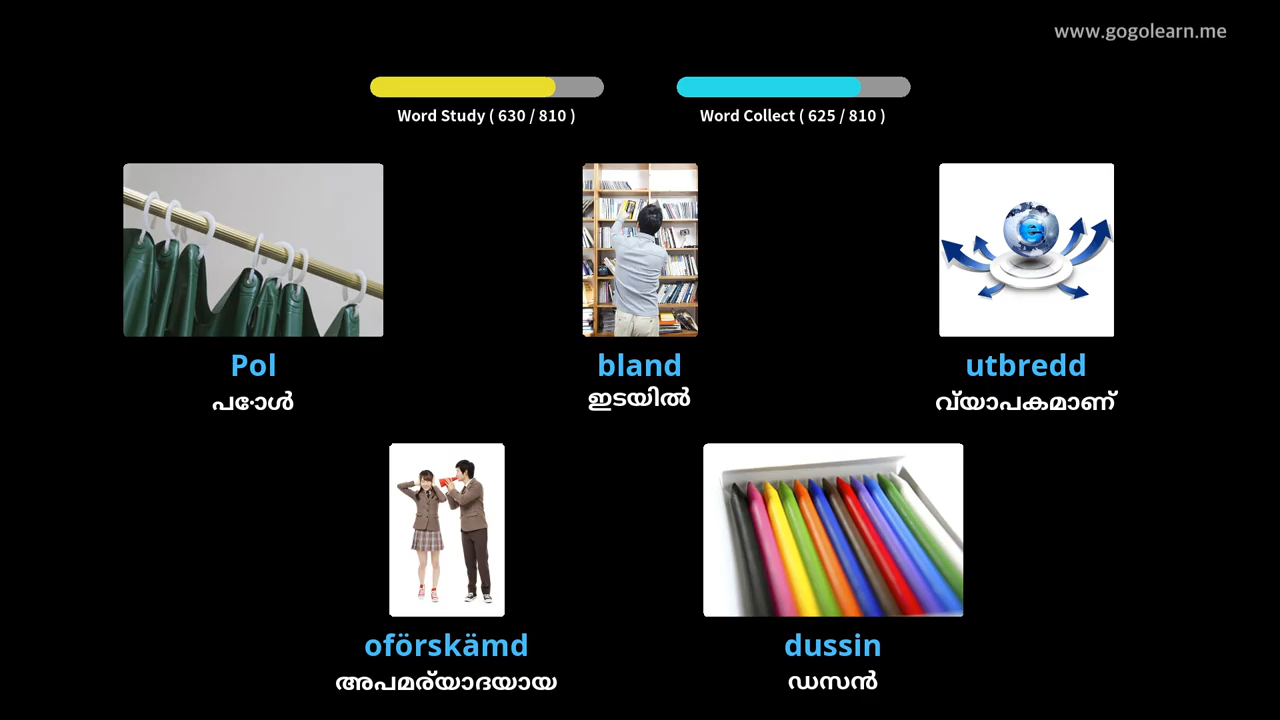 www.gogolearn.me
Word Study ( 630 / 810 )
Word Collect ( 625 / 810 )
Pol
പോൾ
bland
ഇടയിൽ
utbredd
വ്യാപകമാണ്
oförskämd
അപമര്യാദയായ
dussin
ഡസൻ